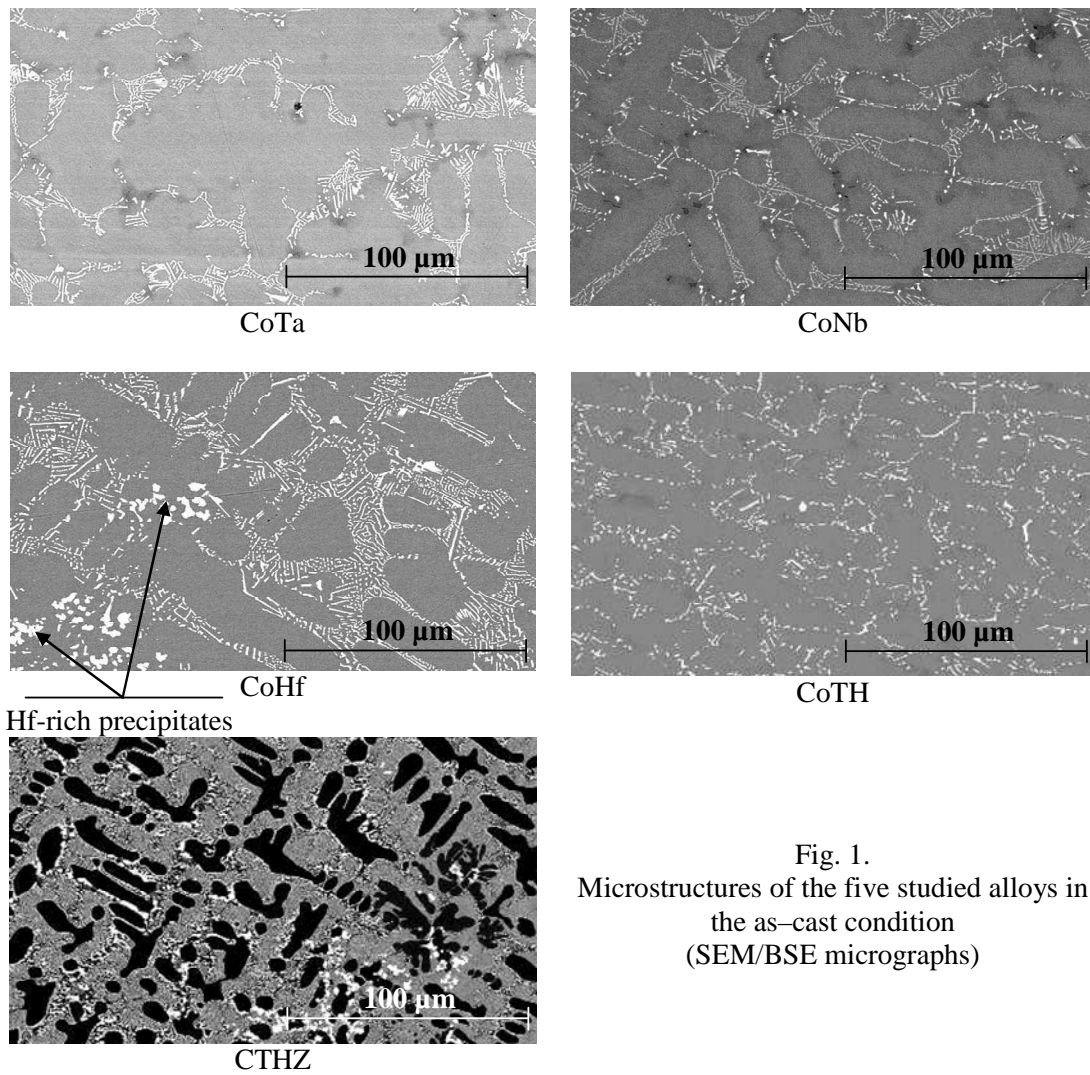 100 µm
100 µm
CoTa
CoNb
100 µm
100 µm
CoHf
CoTH
Hf-rich precipitates
100 µm
Fig. 1.
Microstructures of the five studied alloys in
the as–cast condition
(SEM/BSE micrographs)
CTHZ